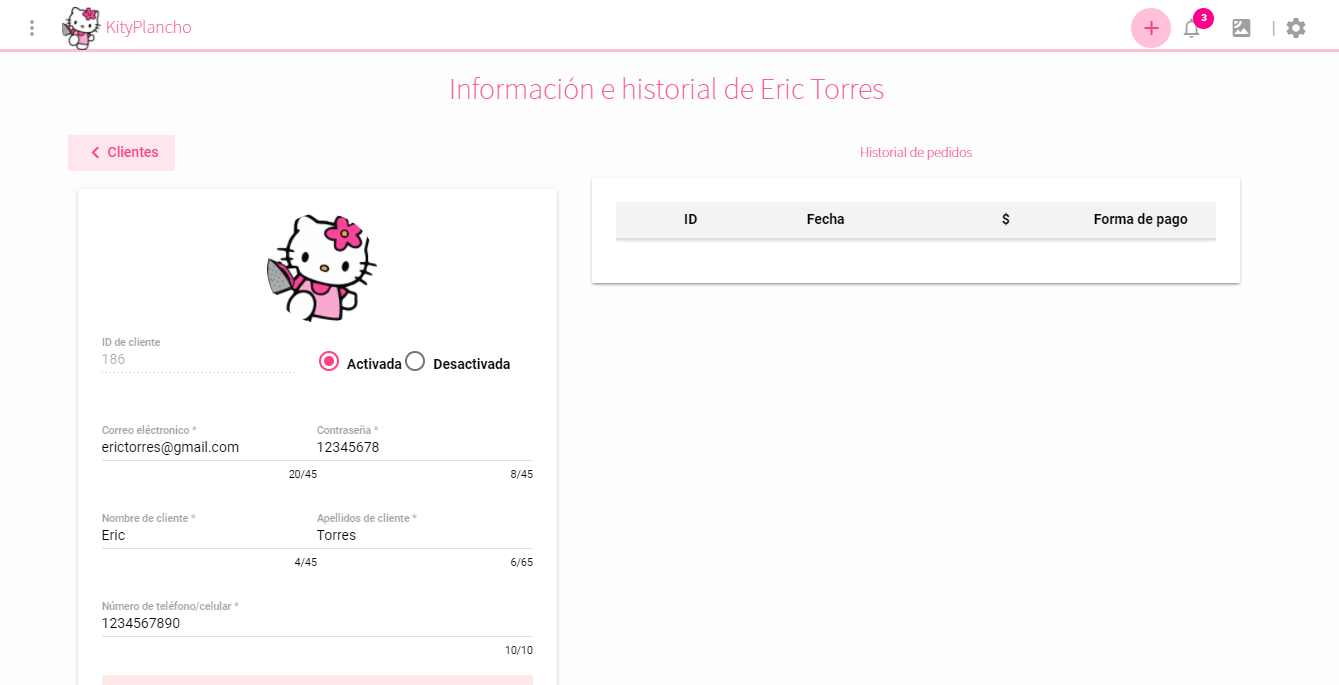 KityPlancho
3
|
Información e historial de Eric Torres
Clientes
Historial de pedidos
ID Fecha $ Forma de pago
ID de cliente
186
Activada Desactivada
Correo eléctronico * Contraseña *
erictorres@gmail.com 12345678
20/45 8/45
Nombre de cliente * Apellidos de cliente *
Eric Torres
4/45 6/65
Número de teléfono/celular *
1234567890
10/10